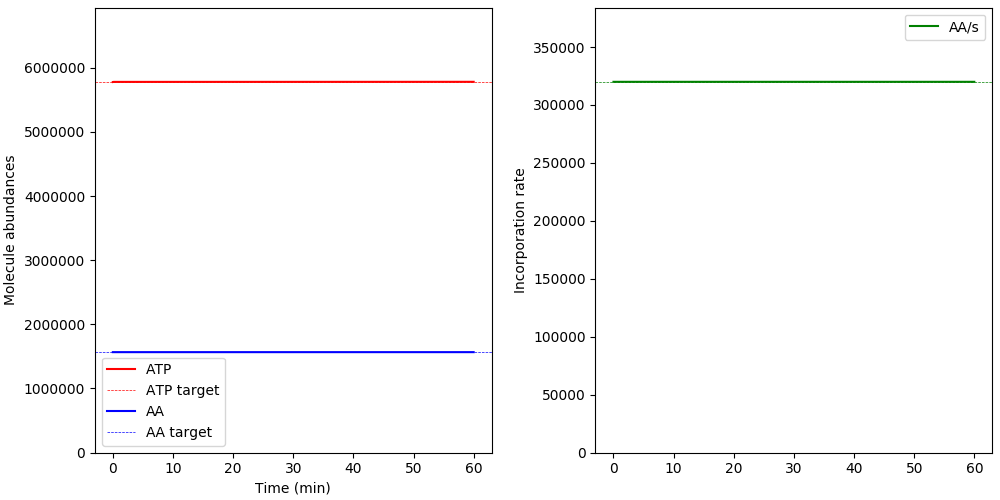 Molecule abundances
6000000
5000000
4000000
3000000
2000000
1000000
0
ATP
ATP target
AA
AA target
0 10 20 30 40 50 60
Time (min)
Incorporation rate
350000
300000
250000
200000
150000
100000
50000
0
AA/s
0 10 20 30 40 50 60